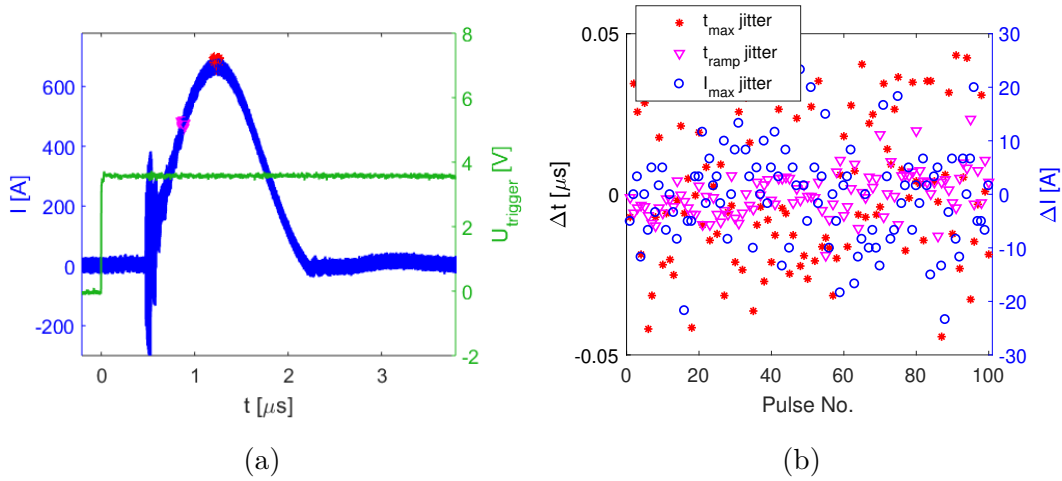 600
400
200
0
-200
I [A]
8
6
4
2
0
-2
U_trigger [V]
0 1 2 3
t [μs]
(a)
t_max jitter
t_ramp jitter
I_max jitter
0.05
0
-0.05
Δt [μs]
30
20
10
0
-10
-20
-30
ΔI [A]
0 20 40 60 80 100
Pulse No.
(b)